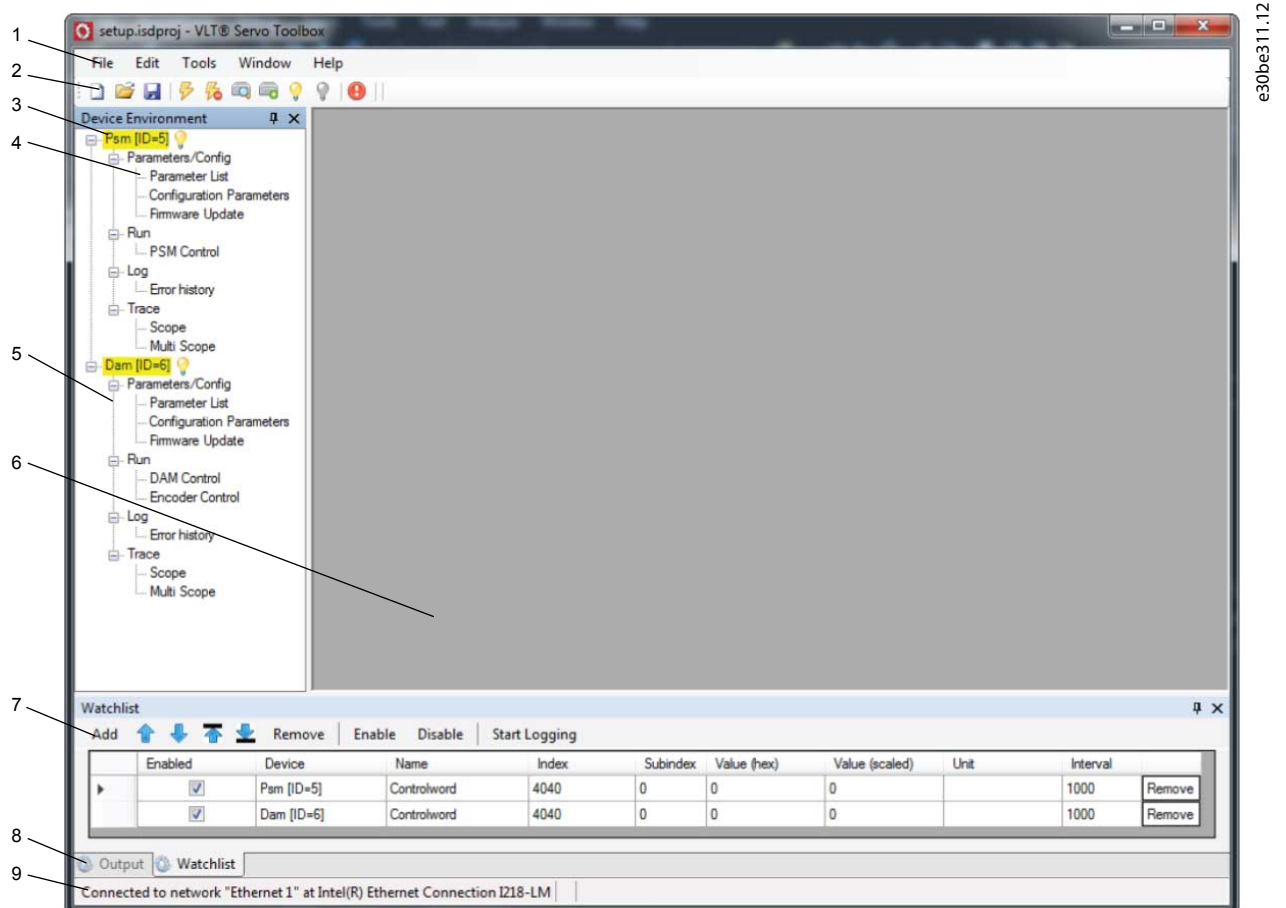 e30be311.12
setup.isdproj - VLT® Servo Toolbox
1
File Edit Tools Window Help
2
3
Device Environment
Psm [ID=5]
4
Parameters/Config
Parameter List
Configuration Parameters
Firmware Update
Run
PSM Control
Log
Error history
Trace
Scope
Multi Scope
5
Dam [ID=6]
Parameters/Config
Parameter List
Configuration Parameters
Firmware Update
6
Run
DAM Control
Encoder Control
Log
Error history
Trace
Scope
Multi Scope
7
Watchlist
Add Remove Enable Disable Start Logging
Enabled Device Name Index Subindex Value (hex) Value (scaled) Unit Interval
Psm [ID=5] Controlword 4040 0 0 0 1000 Remove
Dam [ID=6] Controlword 4040 0 0 0 1000 Remove
8
Output Watchlist
9
Connected to network "Ethernet 1" at Intel(R) Ethernet Connection I218-LM